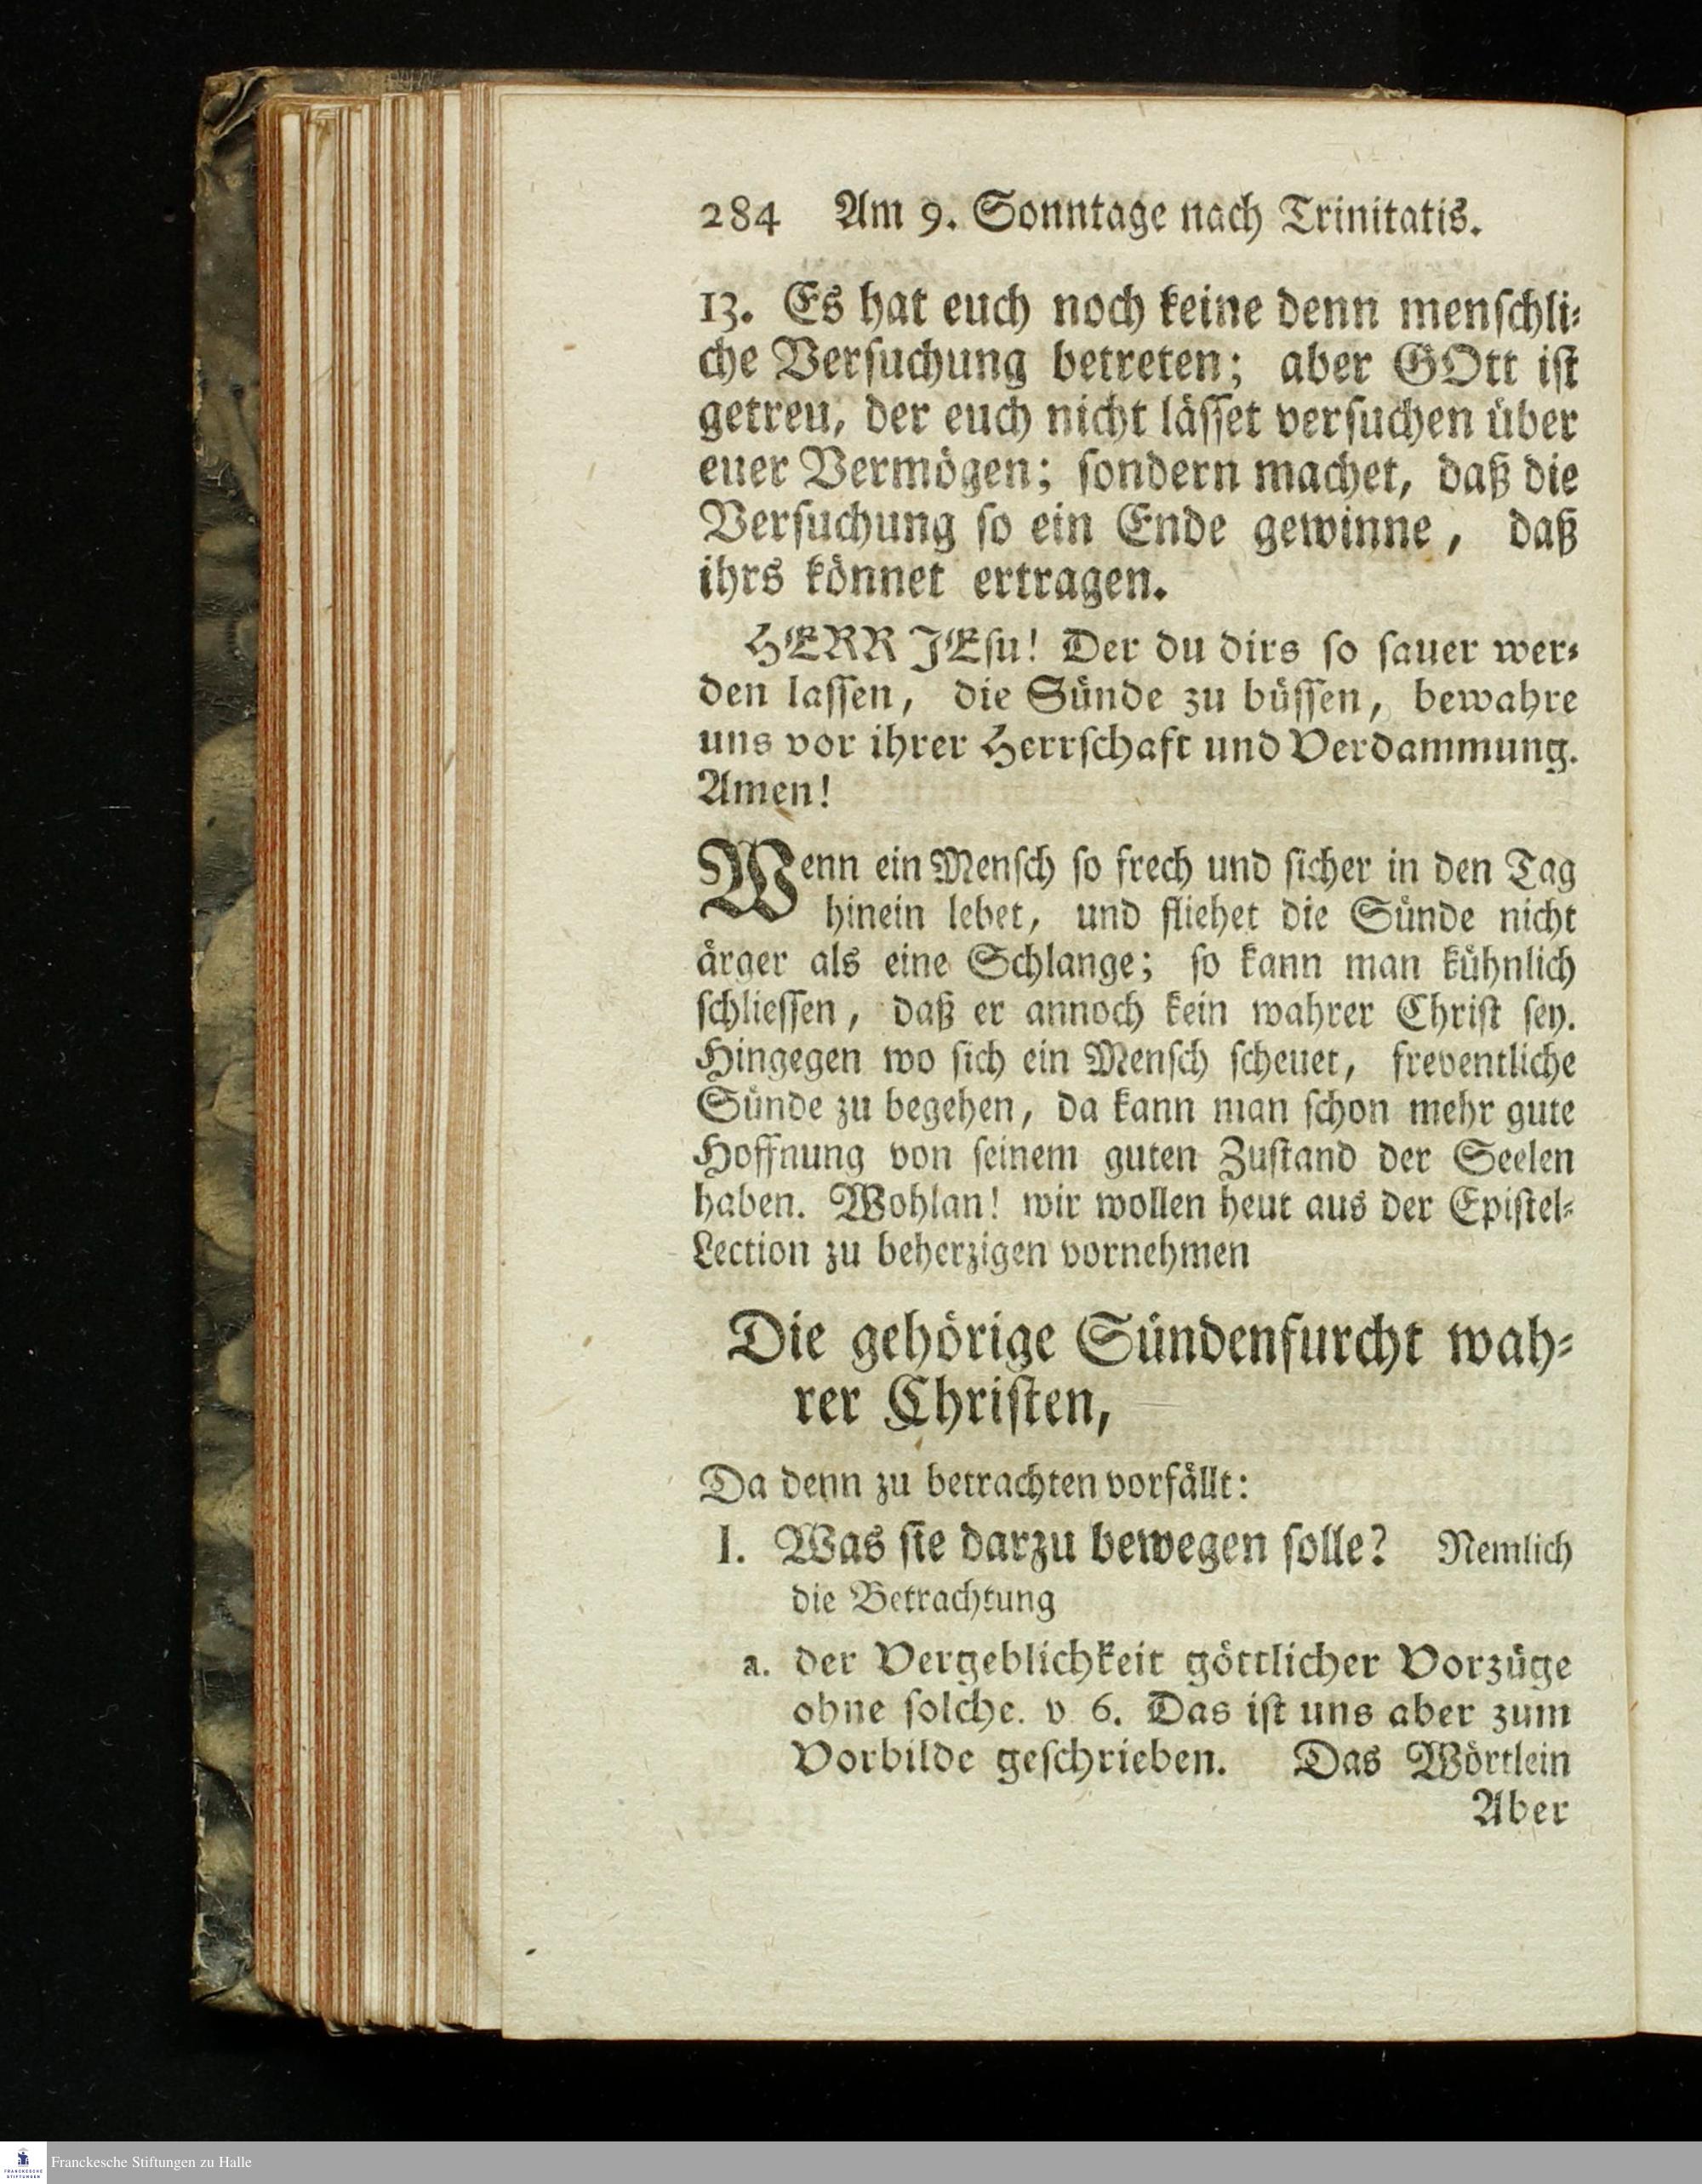 284 Am 9. Sonntage nach Trinitatis.
13. Es hat euch noch keine denn menſchli⸗
che Verſuchung betreten; aber GOtt iſt
getreu, der euch nicht läſſet verſuchen über
euer Vermögen; ſondern machet, daß die
Verſuchung ſo ein Ende gewinne, daß
ihrs könnet ertragen.
HERR JEſu! Der du dirs ſo ſauer wer⸗
den laſſen, die Sünde zu büſſen, bewahre
uns vor ihrer Herrſchaft und Verdammung.
Amen!
Wenn ein Menſch ſo frech und ſicher in den Tag
hinein lebet, und fliehet die Sünde nicht
ärger als eine Schlange; ſo kann man kühnlich
ſchlieſſen, daß er annoch kein wahrer Chriſt ſey.
Hingegen wo ſich ein Menſch ſcheuet, freventliche
Sünde zu begehen, da kann man ſchon mehr gute
Hoffnung von ſeinem guten Zuſtand der Seelen
haben. Wohlan! wir wollen heut aus der Epiſtel⸗
Lection zu beherzigen vornehmen
Die gehörige Sündenfurcht wah⸗
rer Chriſten,
Da denn zu betrachten vorfällt:
I. Was ſie darzu bewegen ſolle? Nemlich
die Betrachtung
a. der Vergeblichkeit göttlicher Vorzüge
ohne ſolche. v 6. Das iſt uns aber zum
Vorbilde geſchrieben. Das Wörtlein
Aber
FRANCKESCHE
STIFTUNGEN
Franckesche Stiftungen zu Halle